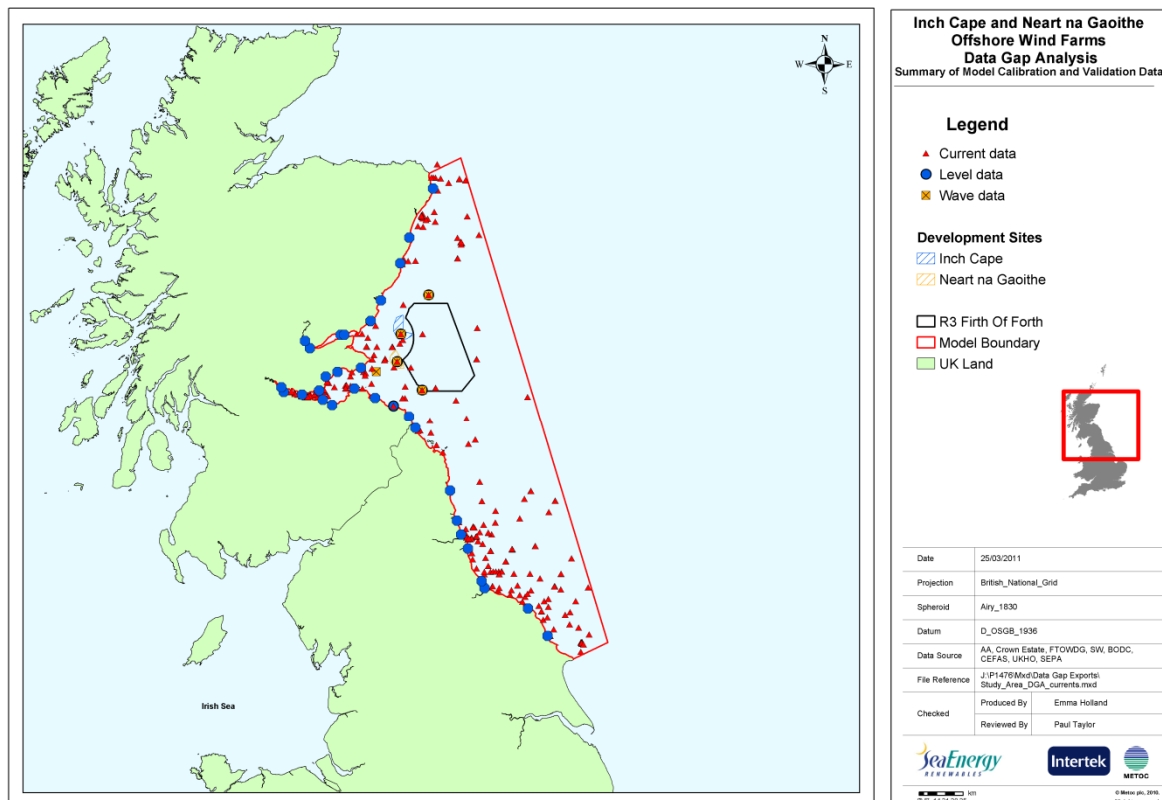 N
W E
S
Irish Sea
Inch Cape and Neart na Gaoithe
Offshore Wind Farms
Data Gap Analysis
Summary of Model Calibration and Validation Data
Legend
Current data
Level data
Wave data
Development Sites
Inch Cape
Neart na Gaoithe
R3 Firth Of Forth
Model Boundary
UK Land
Date 25/03/2011
Projection British_National_Grid
Spheroid Airy_1830
Datum D_OSGB_1936
Data Source AA, Crown Estate, FTOWDG, SW, BODC,
CEFAS, UKHO, SEPA
File Reference J:\P1476\Mxd\Data Gap Exports\
Study_Area_DGA_currents.mxd
Checked Produced By Emma Holland
Reviewed By Paul Taylor
SeaEnergy
RENEWABLES
Intertek
METOC
km
© Metoc plc, 2010.